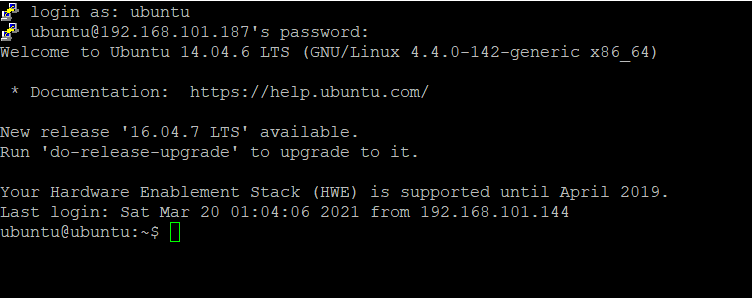 login as: ubuntu
ubuntu@192.168.101.187's password:
Welcome to Ubuntu 14.04.6 LTS (GNU/Linux 4.4.0-142-generic x86_64)
* Documentation:  https://help.ubuntu.com/
New release '16.04.7 LTS' available.
Run 'do-release-upgrade' to upgrade to it.
Your Hardware Enablement Stack (HWE) is supported until April 2019.
Last login: Sat Mar 20 01:04:06 2021 from 192.168.101.144
ubuntu@ubuntu:~$